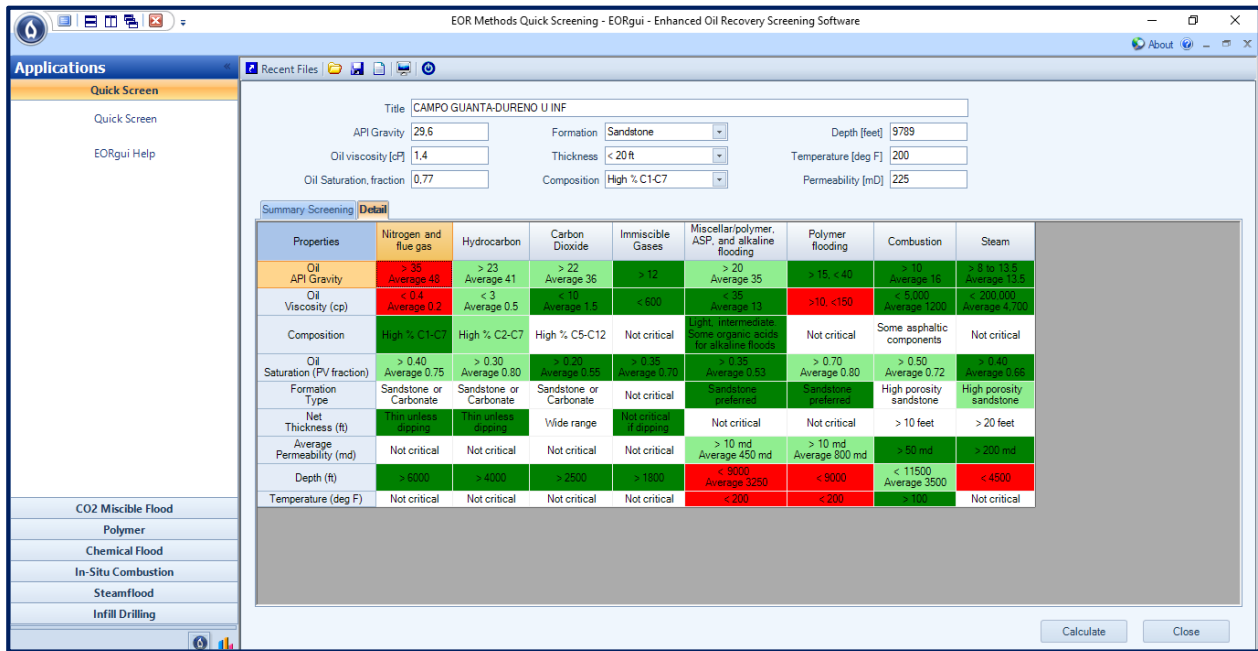 EOR Methods Quick Screening - EORgui - Enhanced Oil Recovery Screening Software
About
Applications
Recent Files
Quick Screen
Quick Screen
EORgui Help
Title CAMPO GUANTA-DURENO U INF
API Gravity 29,6 Formation Sandstone Depth [feet] 9789
Oil viscosity [cP] 1,4 Thickness < 20 ft Temperature [deg F] 200
Oil Saturation, fraction 0,77 Composition High % C1-C7 Permeability [mD] 225
Summary Screening Detail
Properties
Nitrogen and
flue gas
Hydrocarbon
Carbon
Dioxide
Immiscible
Gases
Miscellar/polymer,
ASP, and alkaline
flooding
Polymer
flooding
Combustion
Steam
Oil
API Gravity
> 35
Average 48
> 23
Average 41
> 22
Average 36
> 12
> 20
Average 35
> 15, < 40
> 10
Average 16
> 8 to 13.5
Average 13.5
Oil
Viscosity (cp)
< 0.4
Average 0.2
< 3
Average 0.5
< 10
Average 1.5
< 600
< 35
Average 13
>10, <150
< 5,000
Average 1200
< 200,000
Average 4,700
Composition
High % C1-C7
High % C2-C7
High % C5-C12
Not critical
Light, intermediate.
Some organic acids
for alkaline floods
Not critical
Some asphaltic
components
Not critical
Oil
Saturation (PV fraction)
> 0.40
Average 0.75
> 0.30
Average 0.80
> 0.20
Average 0.55
> 0.35
Average 0.70
> 0.35
Average 0.53
> 0.70
Average 0.80
> 0.50
Average 0.72
> 0.40
Average 0.66
Formation
Type
Sandstone or
Carbonate
Sandstone or
Carbonate
Sandstone or
Carbonate
Not critical
Sandstone
preferred
Sandstone
preferred
High porosity
sandstone
High porosity
sandstone
Net
Thickness (ft)
Thin unless
dipping
Thin unless
dipping
Wide range
Not critical
if dipping
Not critical
Not critical
> 10 feet
> 20 feet
Average
Permeability (md)
Not critical
Not critical
Not critical
Not critical
> 10 md
Average 450 md
> 10 md
Average 800 md
> 50 md
> 200 md
Depth (ft)
> 6000
> 4000
> 2500
> 1800
< 9000
Average 3250
< 9000
< 11500
Average 3500
< 4500
Temperature (deg F)
Not critical
Not critical
Not critical
Not critical
< 200
< 200
> 100
Not critical
CO2 Miscible Flood
Polymer
Chemical Flood
In-Situ Combustion
Steamflood
Infill Drilling
Calculate
Close